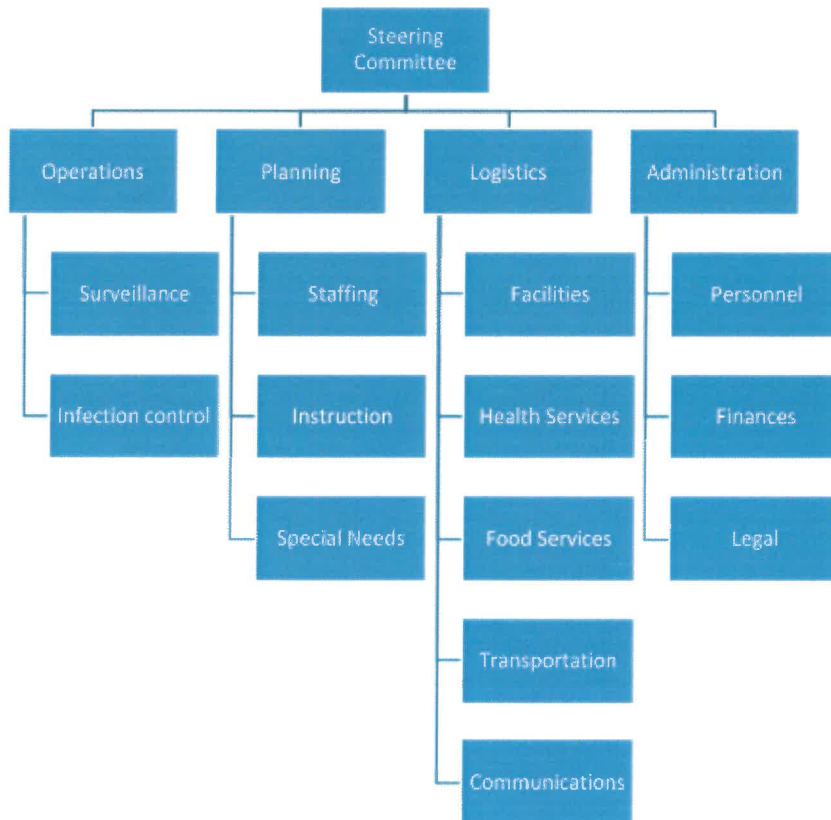 Steering
Committee
Operations
Planning
Logistics
Administration
Surveillance
Staffing
Facilities
Personnel
Infection control
Instruction
Health Services
Finances
Special Needs
Food Services
Legal
Transportation
Communications